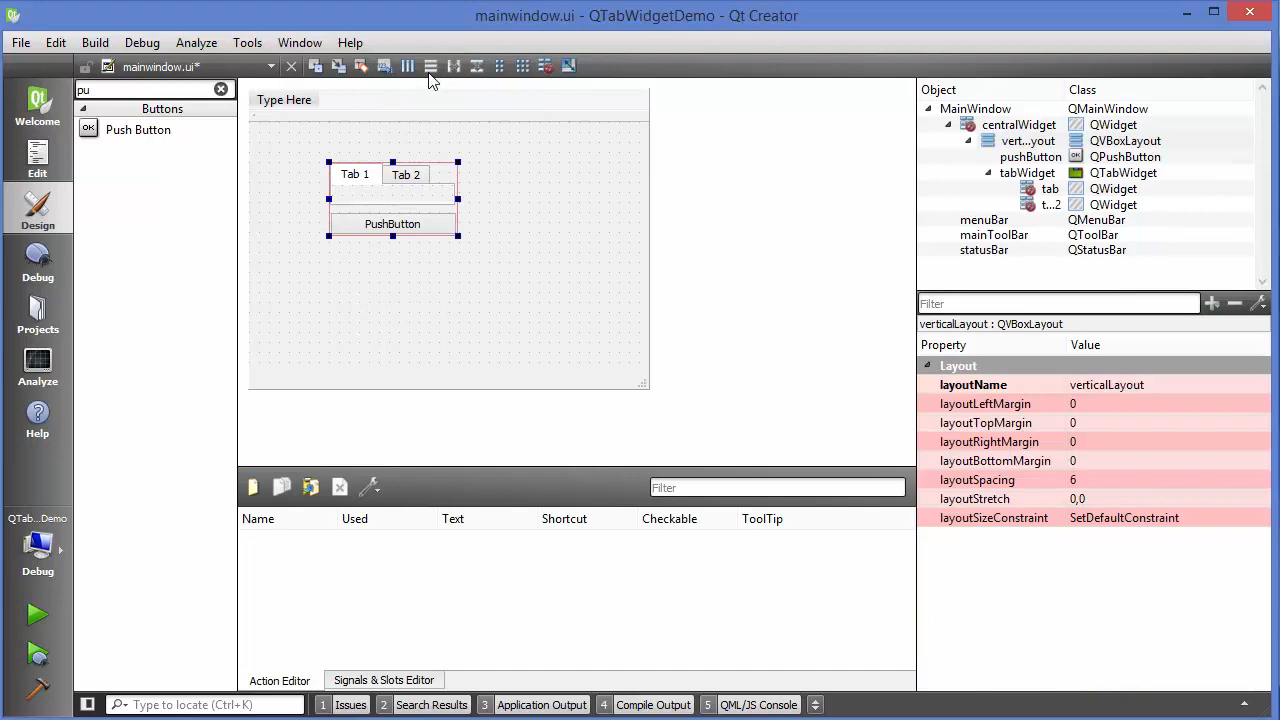 mainwindow.ui - QTabWidgetDemo - Qt Creator
File Edit Build Debug Analyze Tools Window Help
mainwindow.ui*
pu
Buttons
OK Push Button
Qt
Welcome
Edit
Design
Debug
Projects
Analyze
Help
QTab...Demo
Debug
Type Here
Tab 1 Tab 2
PushButton
Filter
Name Used Text Shortcut Checkable ToolTip
Action Editor Signals & Slots Editor
Object Class
MainWindow QMainWindow
centralWidget QWidget
vert...yout QVBoxLayout
pushButton OK QPushButton
tabWidget QTabWidget
tab QWidget
t...2 QWidget
menuBar QMenuBar
mainToolBar QToolBar
statusBar QStatusBar
Filter
verticalLayout : QVBoxLayout
Property Value
Layout
layoutName verticalLayout
layoutLeftMargin 0
layoutTopMargin 0
layoutRightMargin 0
layoutBottomMargin 0
layoutSpacing 6
layoutStretch 0,0
layoutSizeConstraint SetDefaultConstraint
Type to locate (Ctrl+K) 1 Issues 2 Search Results 3 Application Output 4 Compile Output 5 QML/JS Console